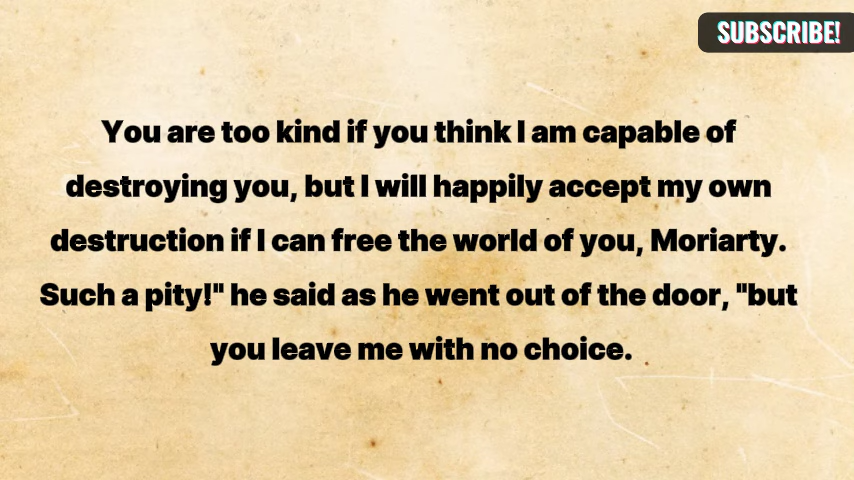 SUBSCRIBE!
You are too kind if you think I am capable of
destroying you, but I will happily accept my own
destruction if I can free the world of you, Moriarty.
Such a pity!" he said as he went out of the door, "but
you leave me with no choice.